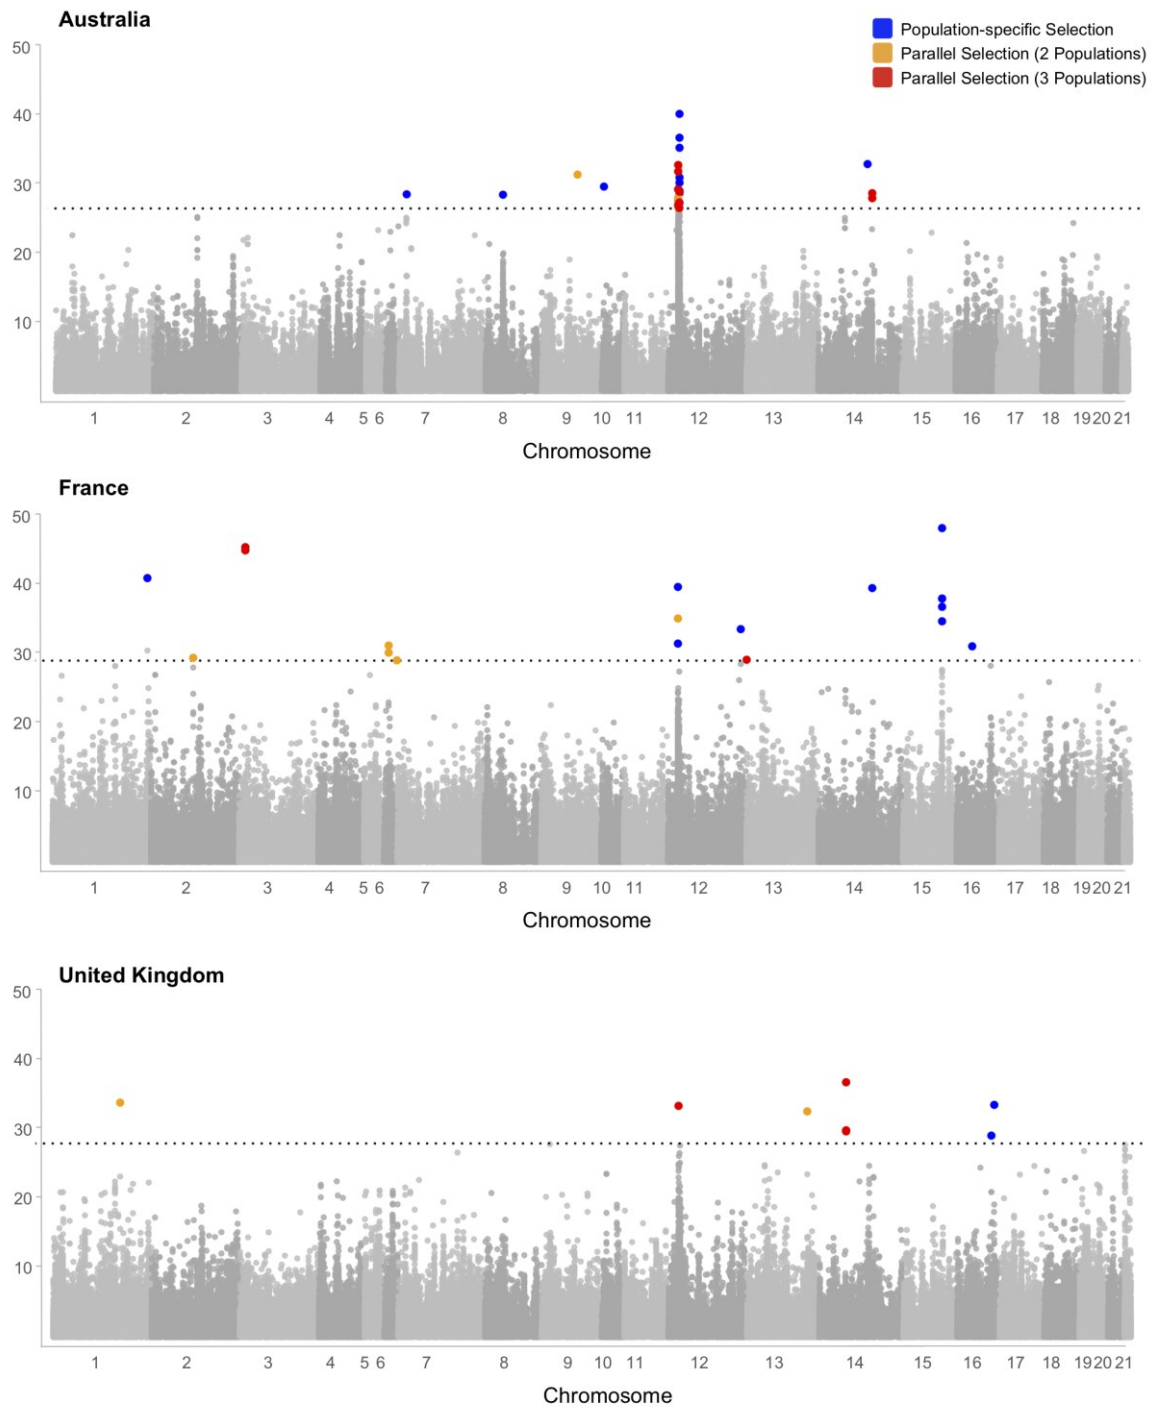 Australia
Population-specific Selection
Parallel Selection (2 Populations)
Parallel Selection (3 Populations)
50
40
30
20
10
1 2 3 4 5 6 7 8 9 10 11 12 13 14 15 16 17 18 19 20 21
Chromosome
France
50
40
30
20
10
1 2 3 4 5 6 7 8 9 10 11 12 13 14 15 16 17 18 19 20 21
Chromosome
United Kingdom
50
40
30
20
10
1 2 3 4 5 6 7 8 9 10 11 12 13 14 15 16 17 18 19 20 21
Chromosome